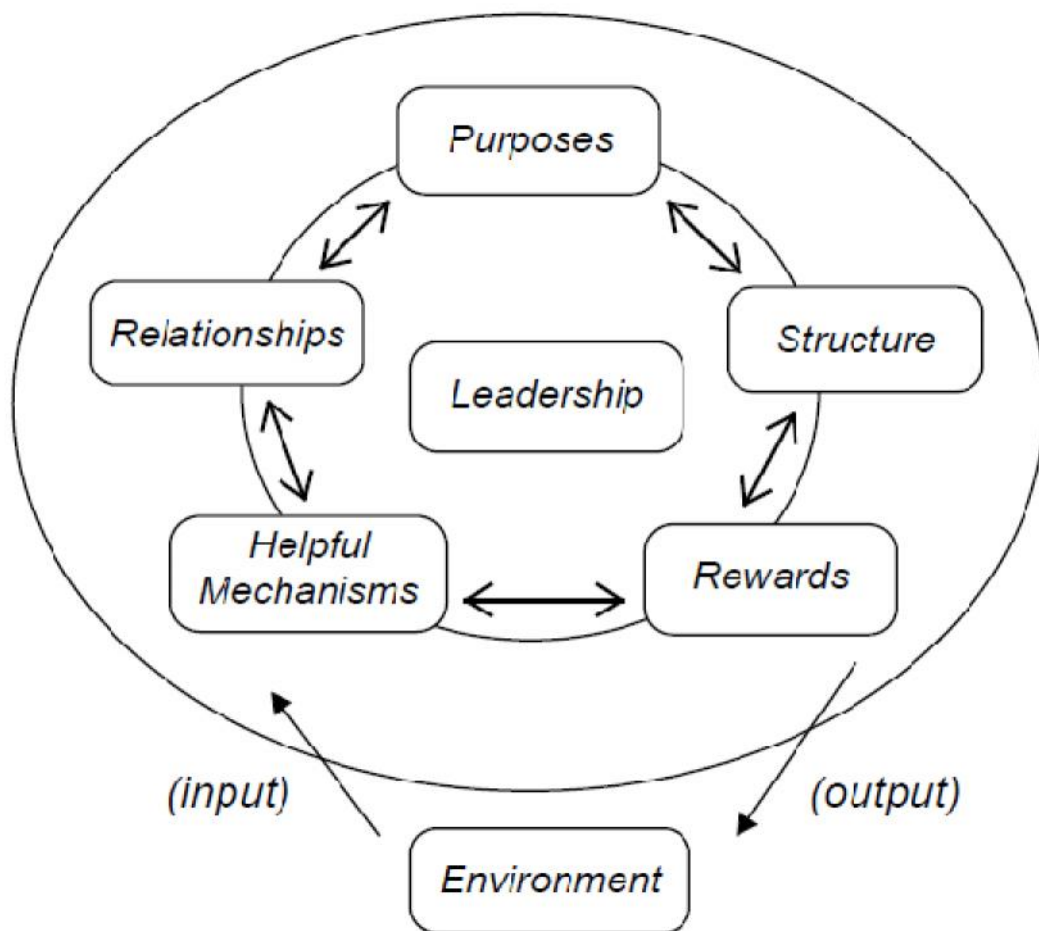 Purposes
Relationships
Structure
Leadership
Helpful
Mechanisms
Rewards
(input)
(output)
Environment